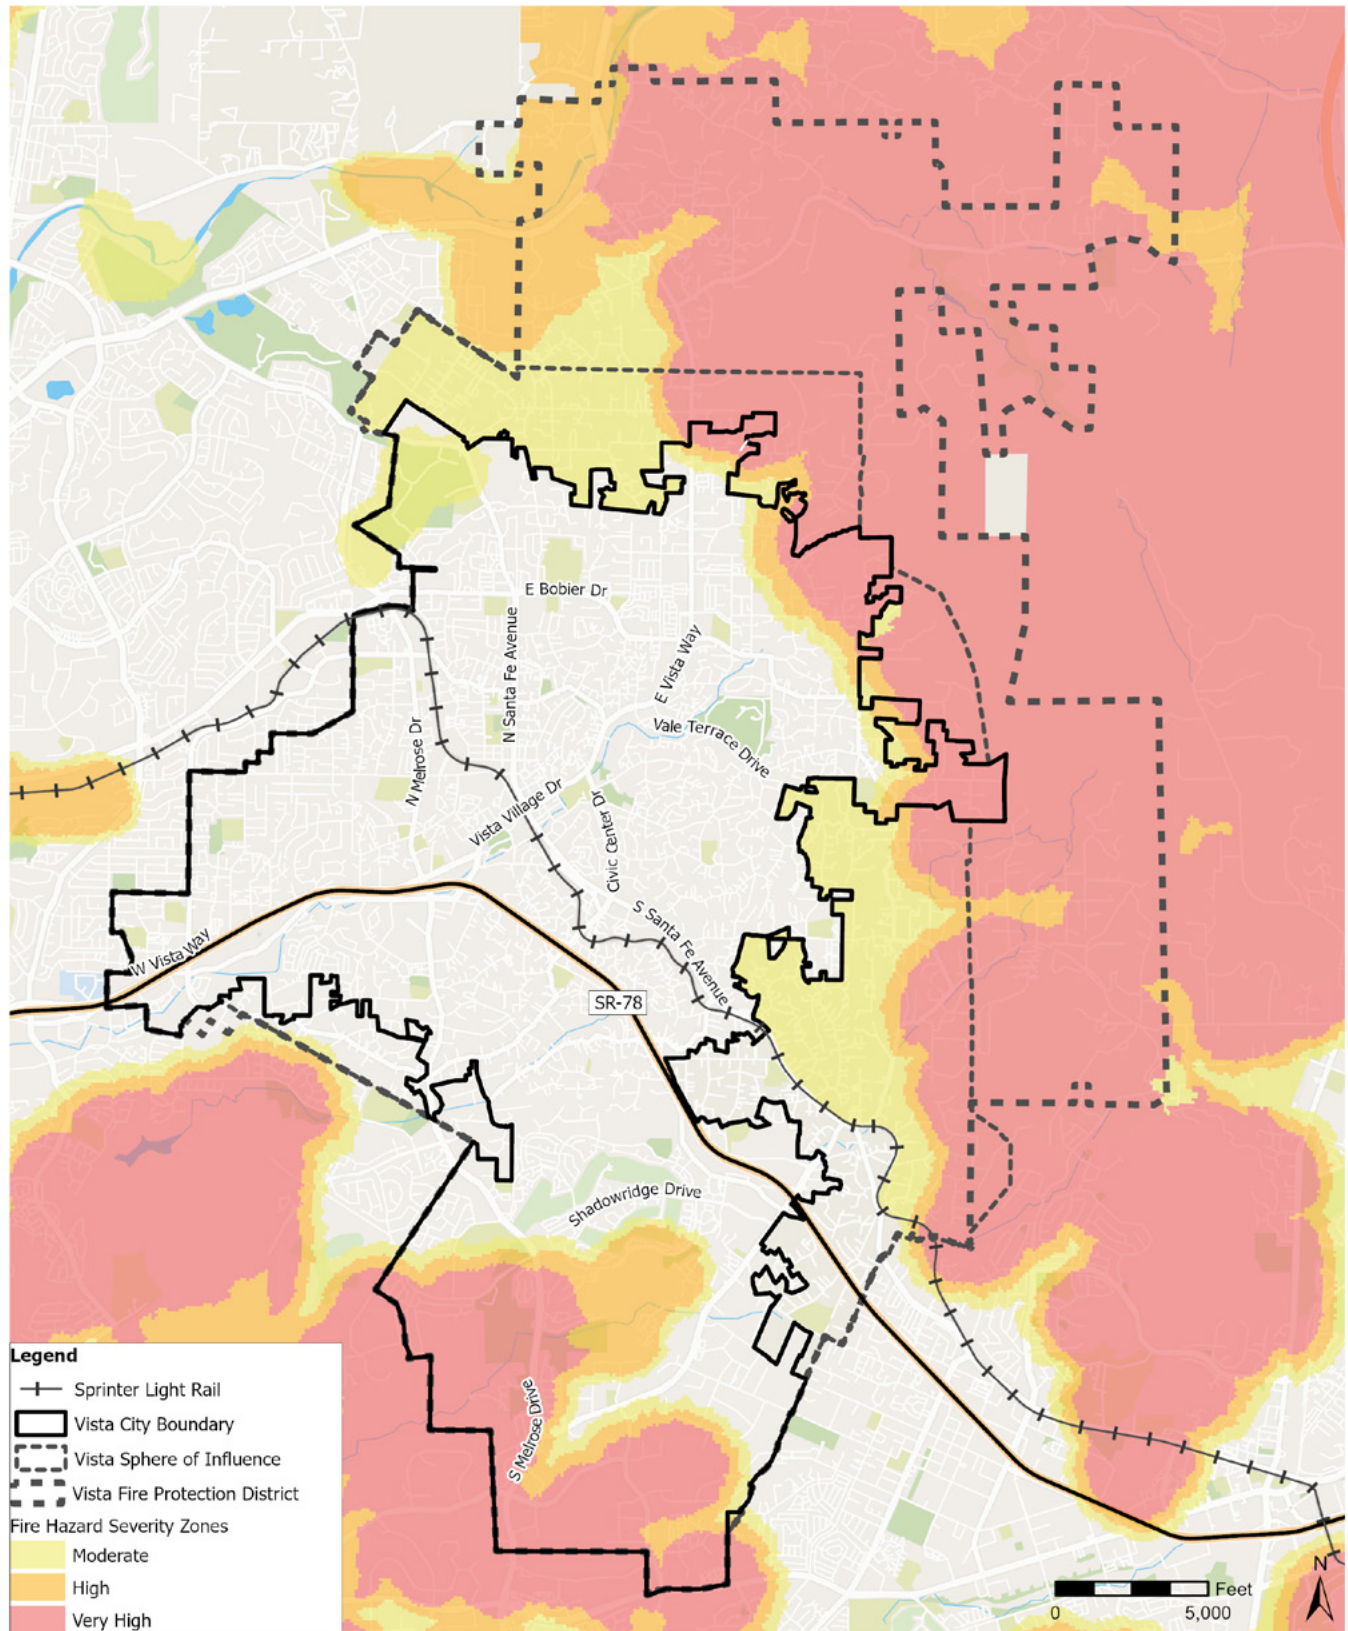 E Bobier Dr
N Santa Fe Avenue
E Vista Way
Vale Terrace Drive
N Melrose Dr
Vista Village Dr
Civic Center Dr
S Santa Fe Avenue
W Vista Way
SR-78
Shadowridge Drive
S Melrose Drive
Legend
Sprinter Light Rail
Vista City Boundary
Vista Sphere of Influence
Vista Fire Protection District
Fire Hazard Severity Zones
Moderate
High
Very High
N
Feet
0 5,000